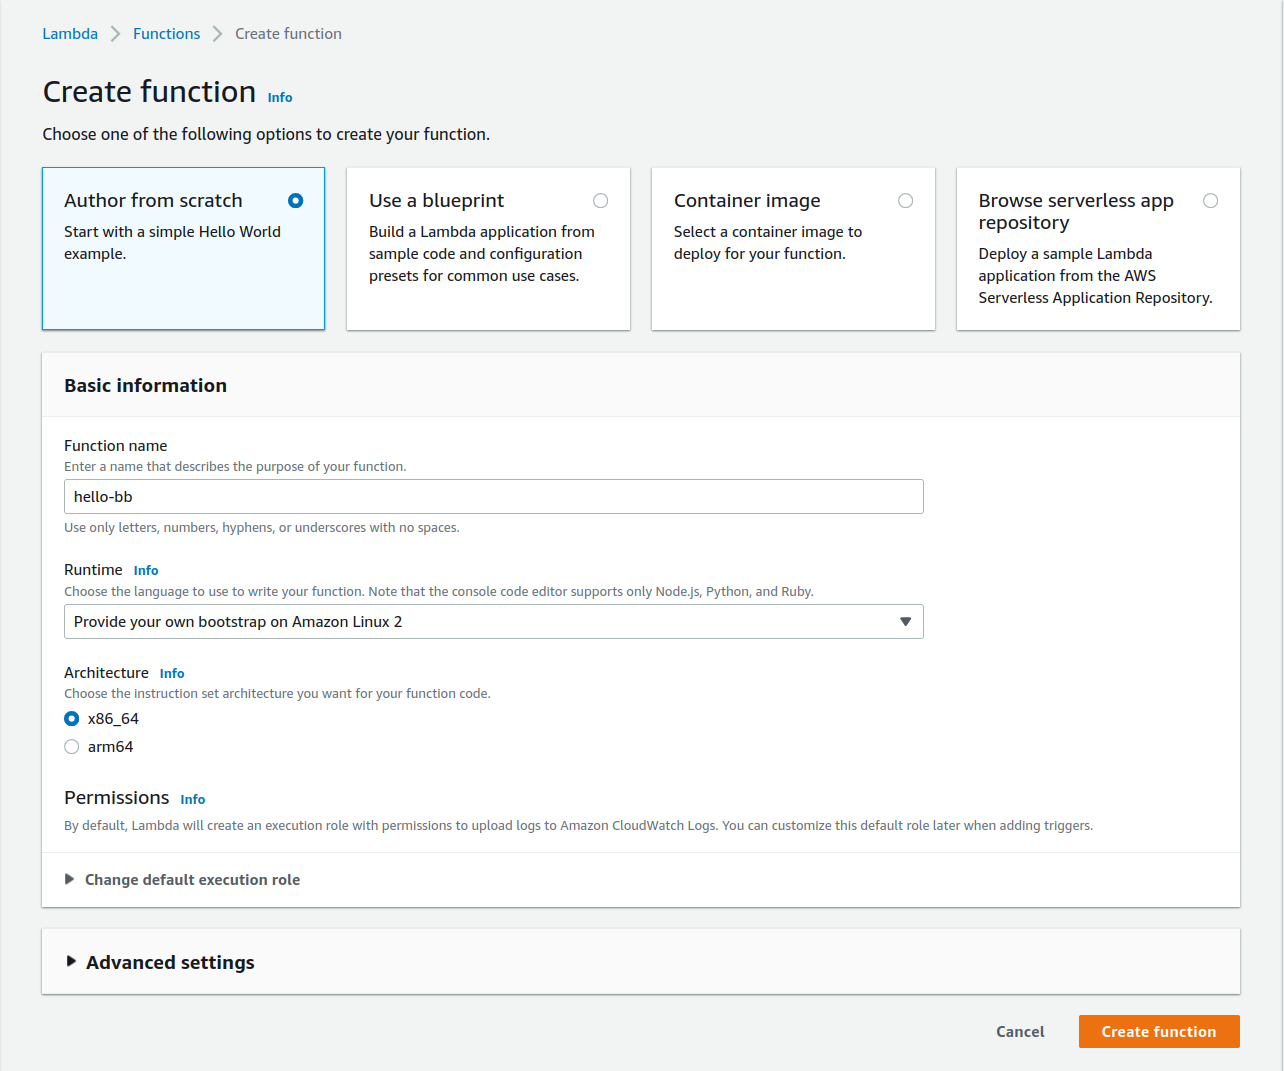 Lambda > Functions > Create function
Create function Info
Choose one of the following options to create your function.
Author from scratch
Start with a simple Hello World
example.
Use a blueprint
Build a Lambda application from
sample code and configuration
presets for common use cases.
Container image
Select a container image to
deploy for your function.
Browse serverless app
repository
Deploy a sample Lambda
application from the AWS
Serverless Application Repository.
Basic information
Function name
Enter a name that describes the purpose of your function.
hello-bb
Use only letters, numbers, hyphens, or underscores with no spaces.
Runtime Info
Choose the language to use to write your function. Note that the console code editor supports only Node.js, Python, and Ruby.
Provide your own bootstrap on Amazon Linux 2
Architecture Info
Choose the instruction set architecture you want for your function code.
x86_64
arm64
Permissions Info
By default, Lambda will create an execution role with permissions to upload logs to Amazon CloudWatch Logs. You can customize this default role later when adding triggers.
Change default execution role
Advanced settings
Cancel
Create function